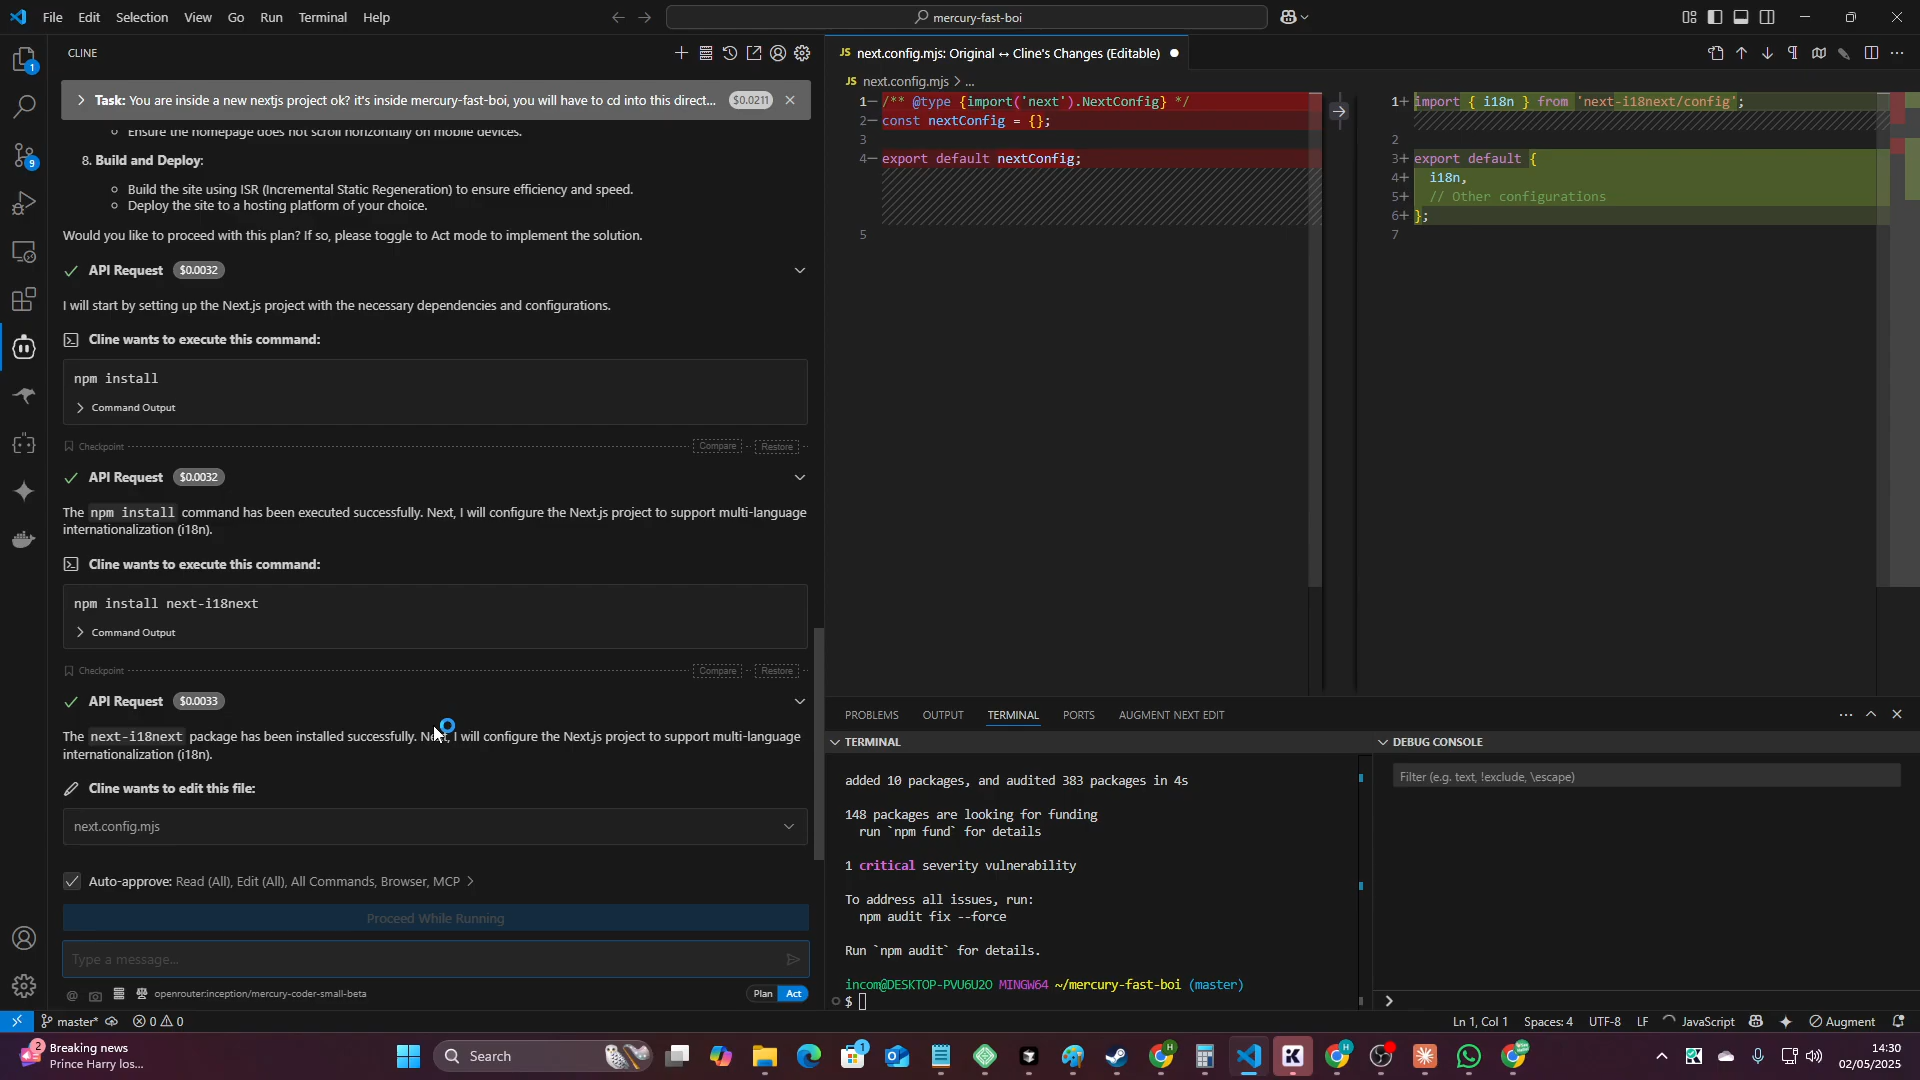 File Edit Selection View Go Run Terminal Help
mercury-fast-boi
CLINE
Task: You are inside a new nextjs project ok? it's inside mercury-fast-boi, you will have to cd into this direct... $0.0211
Ensure the homepage does not scroll horizontally on mobile devices.
8. Build and Deploy:
Build the site using ISR (Incremental Static Regeneration) to ensure efficiency and speed.
Deploy the site to a hosting platform of your choice.
Would you like to proceed with this plan? If so, please toggle to Act mode to implement the solution.
API Request $0.0032
I will start by setting up the Next.js project with the necessary dependencies and configurations.
Cline wants to execute this command:
npm install
Command Output
Checkpoint Compare Restore
API Request $0.0032
The npm install command has been executed successfully. Next, I will configure the Next.js project to support multi-language
internationalization (i18n).
Cline wants to execute this command:
npm install next-i18next
Command Output
Checkpoint Compare Restore
API Request $0.0033
The next-i18next package has been installed successfully. Next, I will configure the Next.js project to support multi-language
internationalization (i18n).
Cline wants to edit this file:
next.config.mjs
Auto-approve: Read (All), Edit (All), All Commands, Browser, MCP
Proceed While Running
Type a message...
openrouter:inception/mercury-coder-small-beta
Plan Act
JS next.config.mjs: Original ↔ Cline's Changes (Editable)
JS next.config.mjs > ...
1− /** @type {import('next').NextConfig} */
2− const nextConfig = {};
3
4− export default nextConfig;
5
1+ import { i18n } from 'next-i18next/config';
2
3+ export default {
4+ i18n,
5+ // Other configurations
6+ };
7
PROBLEMS OUTPUT TERMINAL PORTS AUGMENT NEXT EDIT
TERMINAL
added 10 packages, and audited 383 packages in 4s
148 packages are looking for funding
run `npm fund` for details
1 critical severity vulnerability
To address all issues, run:
npm audit fix --force
Run `npm audit` for details.
incom@DESKTOP-PVU6U2O MINGW64 ~/mercury-fast-boi (master)
$
DEBUG CONSOLE
Filter (e.g. text, !exclude, \escape)
master* 0 0
Ln 1, Col 1 Spaces: 4 UTF-8 LF JavaScript Augment
2 Breaking news
Prince Harry los...
Search
14:30
02/05/2025